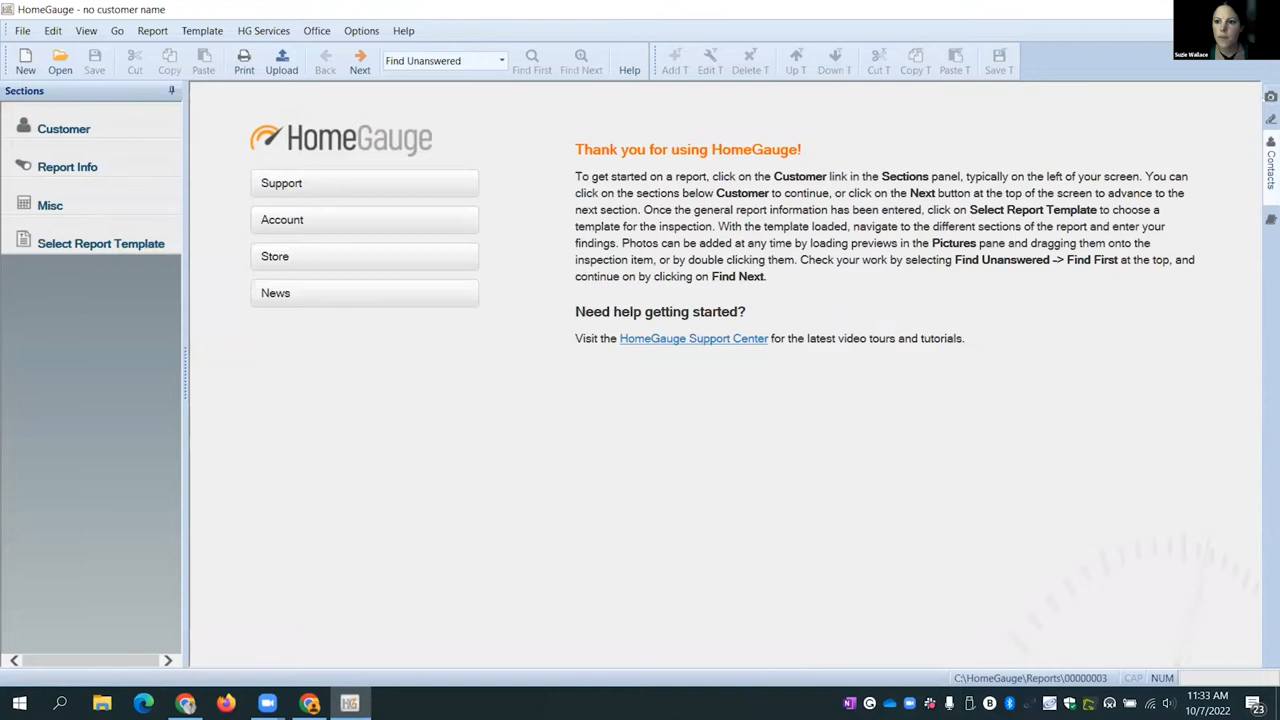 HomeGauge - no customer name
File Edit View Go Report Template HG Services Office Options Help
New Open Save Cut Copy Paste Print Upload Back Next Find Unanswered Find First Find Next Help Add T Edit T Delete T Up T Down T Cut T Copy T Paste T Save T
Suzie Wallace
Sections
Customer
Report Info
Misc
Select Report Template
HomeGauge
Support
Account
Store
News
Thank you for using HomeGauge!
To get started on a report, click on the Customer link in the Sections panel, typically on the left of your screen. You can
click on the sections below Customer to continue, or click on the Next button at the top of the screen to advance to the
next section. Once the general report information has been entered, click on Select Report Template to choose a
template for the inspection. With the template loaded, navigate to the different sections of the report and enter your
findings. Photos can be added at any time by loading previews in the Pictures pane and dragging them onto the
inspection item, or by double clicking them. Check your work by selecting Find Unanswered -> Find First at the top, and
continue on by clicking on Find Next.
Need help getting started?
Visit the HomeGauge Support Center for the latest video tours and tutorials.
Contacts
C:\HomeGauge\Reports\00000003 CAP NUM
HG
11:33 AM
10/7/2022
23